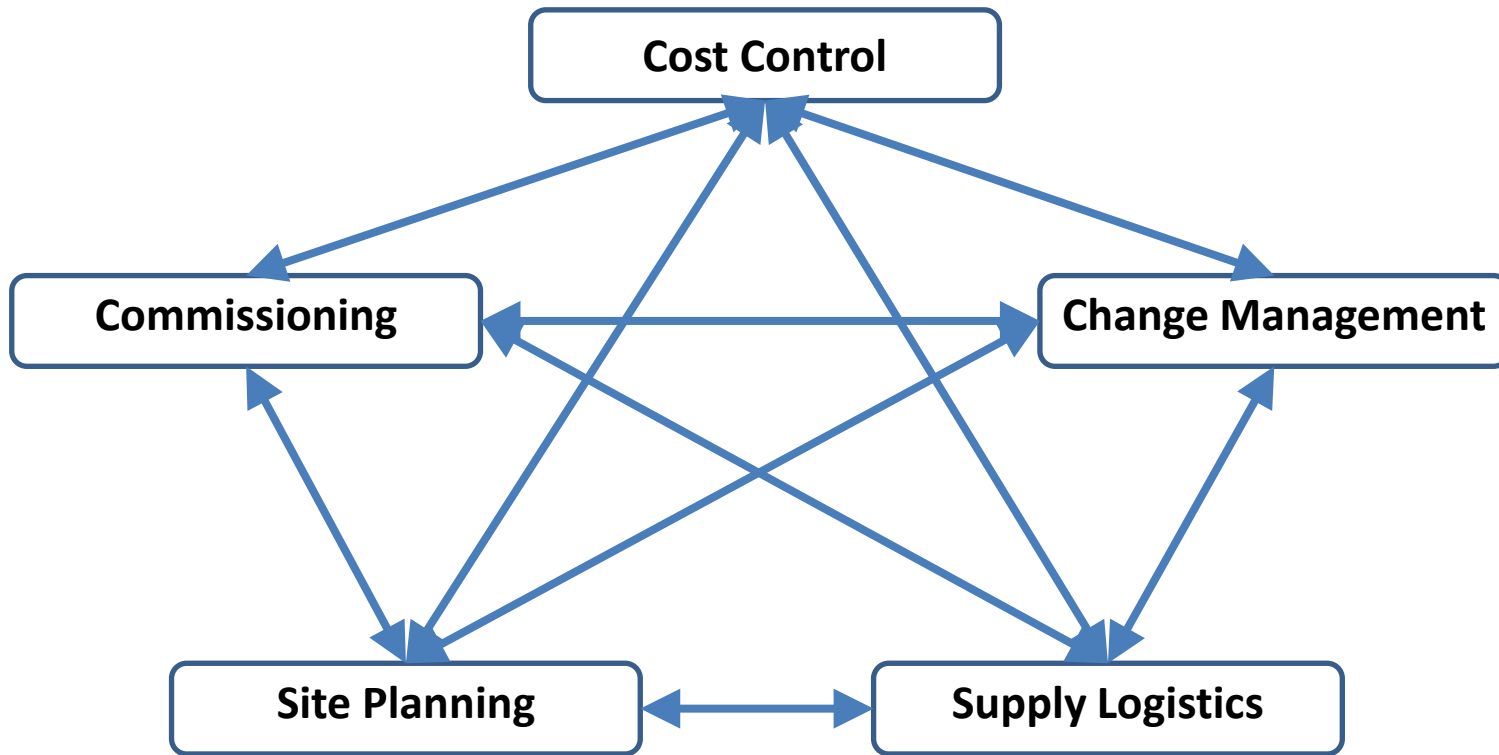 Cost Control
Commissioning
Change Management
Site Planning
Supply Logistics